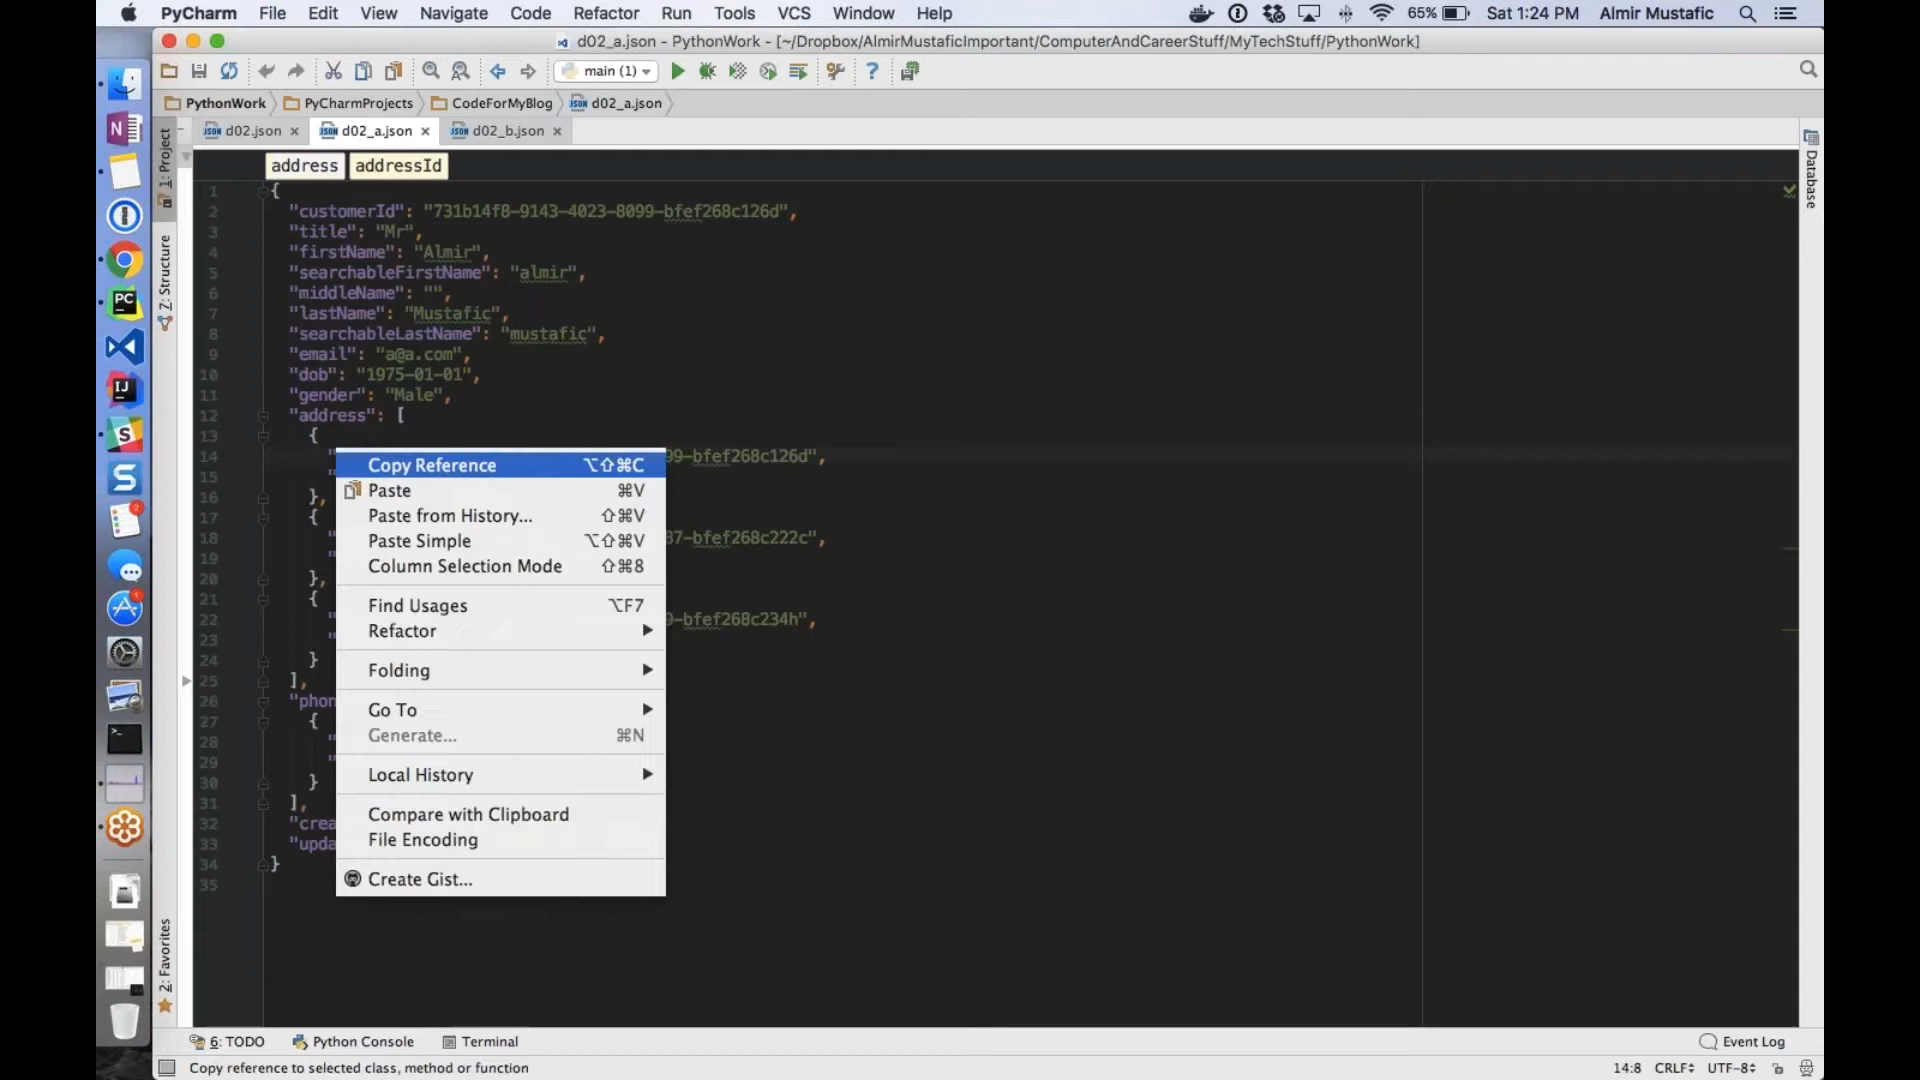 PyCharm File Edit View Navigate Code Refactor Run Tools VCS Window Help 65% Sat 1:24 PM Almir Mustafic
d02_a.json - PythonWork - [~/Dropbox/AlmirMustaficImportant/ComputerAndCareerStuff/MyTechStuff/PythonWork]
main (1)
PythonWork PyCharmProjects CodeForMyBlog d02_a.json
d02.json d02_a.json d02_b.json
1: Project
Z: Structure
2: Favorites
Database
address addressId
1 {
2 "customerId": "731b14f8-9143-4023-8099-bfef268c126d",
3 "title": "Mr",
4 "firstName": "Almir",
5 "searchableFirstName": "almir",
6 "middleName": "",
7 "lastName": "Mustafic",
8 "searchableLastName": "mustafic",
9 "email": "a@a.com",
10 "dob": "1975-01-01",
11 "gender": "Male",
12 "address": [
13 {
14 " 99-bfef268c126d",
15 "
16 },
17 {
18 " 87-bfef268c222c",
19 "
20 },
21 {
22 " 9-bfef268c234h",
23 "
24 }
25 ],
26 "phon
27 {
28 "
29 "
30 }
31 ],
32 "crea
33 "upda
34 }
35
Copy Reference ⌥⇧⌘C
Paste ⌘V
Paste from History... ⇧⌘V
Paste Simple ⌥⇧⌘V
Column Selection Mode ⇧⌘8
Find Usages ⌥F7
Refactor
Folding
Go To
Generate... ⌘N
Local History
Compare with Clipboard
File Encoding
Create Gist...
6: TODO Python Console Terminal Event Log
Copy reference to selected class, method or function 14:8 CRLF UTF-8